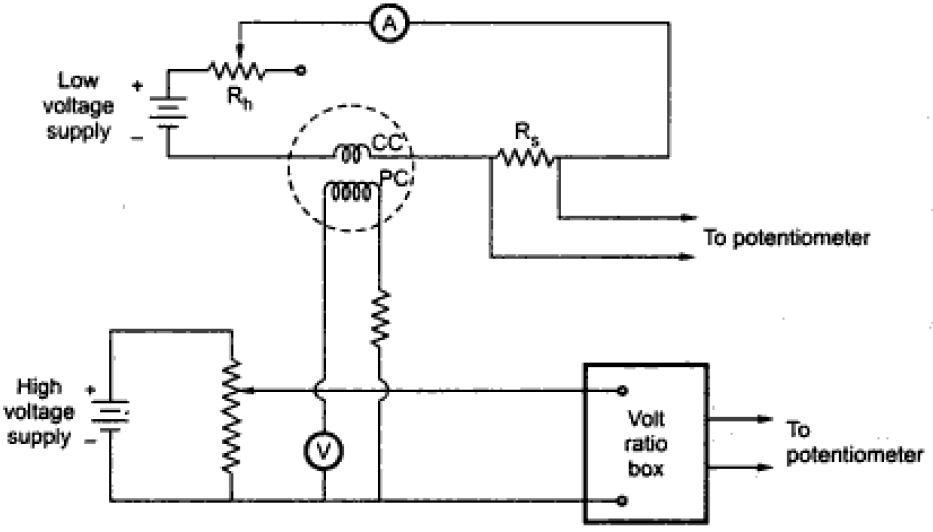 A
Low
voltage
supply
+
−
Rh
CC
Rs
PC
To potentiometer
High
voltage
supply
+
−
V
Volt
ratio
box
To
potentiometer